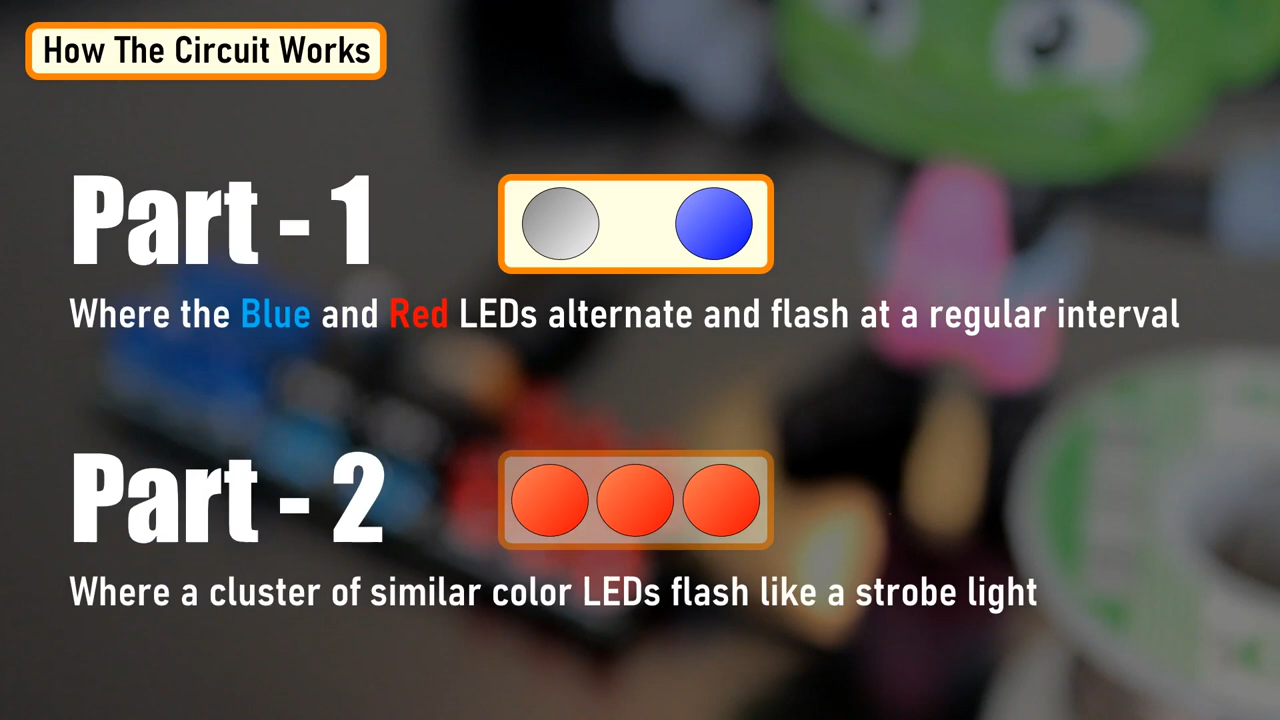 How The Circuit Works
Part - 1
Where the Blue and Red LEDs alternate and flash at a regular interval
Part - 2
Where a cluster of similar color LEDs flash like a strobe light